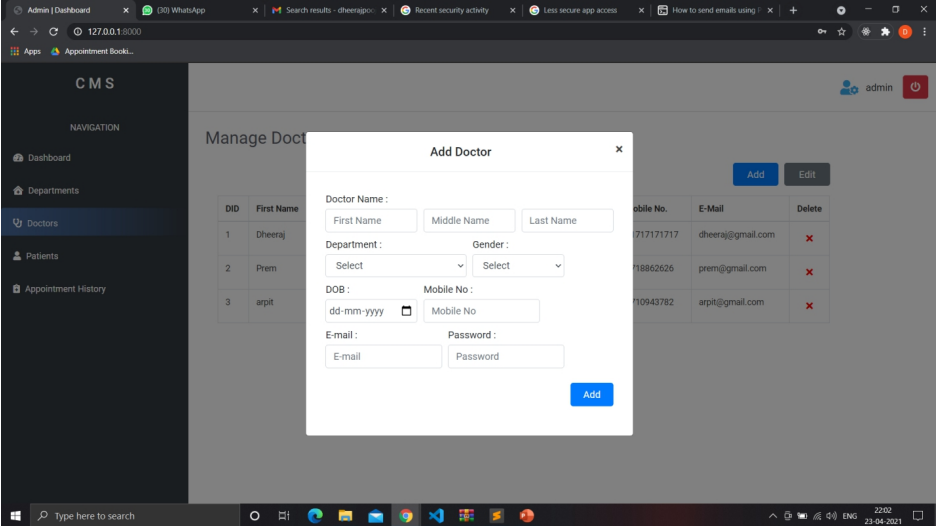 Admin | Dashboard
(30) WhatsApp
Search results - dheerajpoo
Recent security activity
Less secure app access
How to send emails using
127.0.0.1:8000
Apps
Appointment Booki...
CMS
admin
NAVIGATION
Dashboard
Departments
Doctors
Patients
Appointment History
Manage Doct
Add
Edit
DID
First Name
obile No.
E-Mail
Delete
1
Dheeraj
717171717
dheeraj@gmail.com
2
Prem
718862626
prem@gmail.com
3
arpit
710943782
arpit@gmail.com
Add Doctor
×
Doctor Name :
First Name
Middle Name
Last Name
Department :
Gender :
Select
Select
DOB :
Mobile No :
dd-mm-yyyy
Mobile No
E-mail :
Password :
E-mail
Password
Add
Type here to search
ENG
22:02
23-04-2021